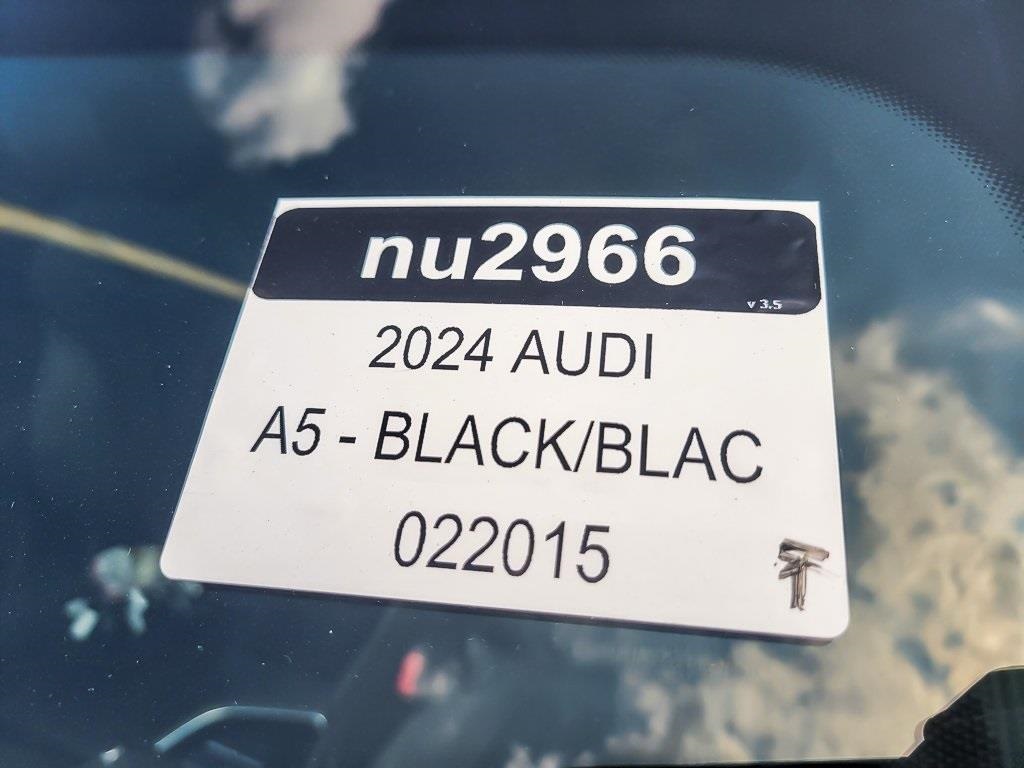 nu2966
v 3.5
2024 AUDI
A5 - BLACK/BLAC
022015